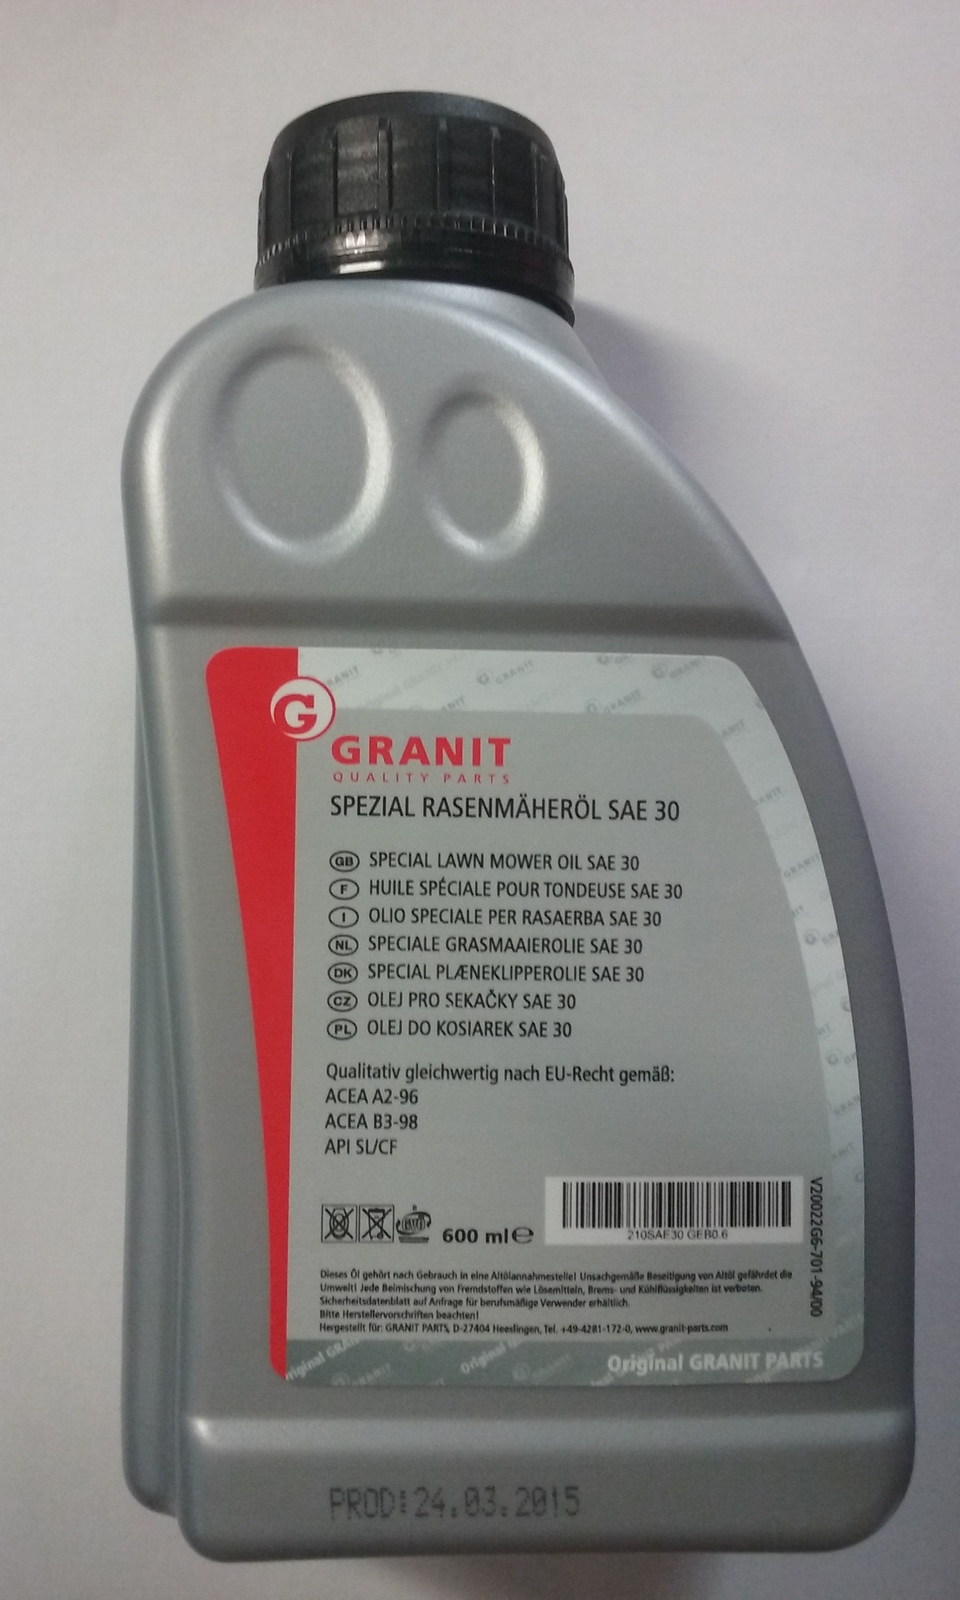 G
GRANIT
QUALITY PARTS
SPEZIAL RASENMÄHERÖL SAE 30
GB SPECIAL LAWN MOWER OIL SAE 30
F HUILE SPÉCIALE POUR TONDEUSE SAE 30
I OLIO SPECIALE PER RASAERBA SAE 30
NL SPECIALE GRASMAAIEROLIE SAE 30
DK SPECIAL PLÆNEKLIPPEROLIE SAE 30
CZ OLEJ PRO SEKAČKY SAE 30
PL OLEJ DO KOSIAREK SAE 30
Qualitativ gleichwertig nach EU-Recht gemäß:
ACEA A2-96
ACEA B3-98
API SL/CF
600 ml e
210SAE30 GEB0.6
V20022G6-701-94/00
Dieses Öl gehört nach Gebrauch in eine Altölannahmestelle! Unsachgemäße Beseitigung von Altöl gefährdet die
Umwelt! Jede Beimischung von Fremdstoffen wie Lösemitteln, Brems- und Kühlflüssigkeiten ist verboten.
Sicherheitsdatenblatt auf Anfrage für berufsmäßige Verwender erhältlich.
Bitte Herstellervorschriften beachten!
Hergestellt für: GRANIT PARTS, D-27404 Heeslingen, Tel. +49-4281-172-0, www.granit-parts.com
Original GRANIT PARTS
PROD:24.03.2015